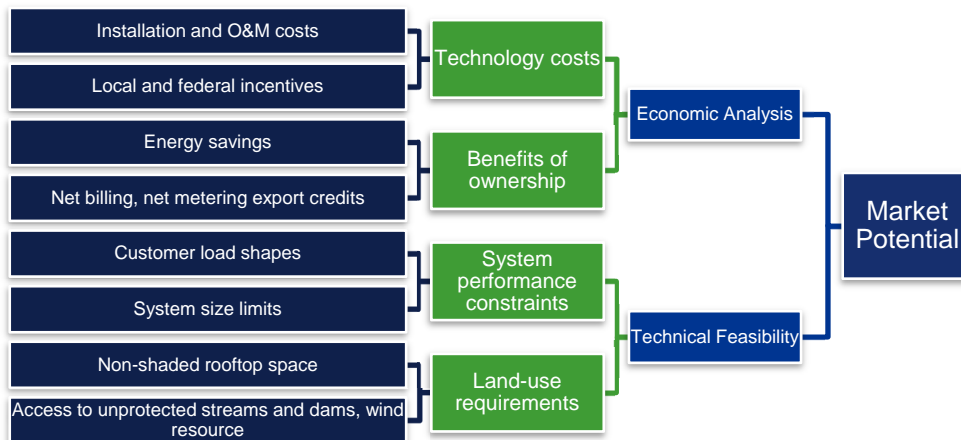 Installation and O&M costs
Local and federal incentives
Technology costs
Energy savings
Net billing, net metering export credits
Benefits of
ownership
Economic Analysis
Customer load shapes
System size limits
System
performance
constraints
Non-shaded rooftop space
Access to unprotected streams and dams, wind
resource
Land-use
requirements
Technical Feasibility
Market
Potential